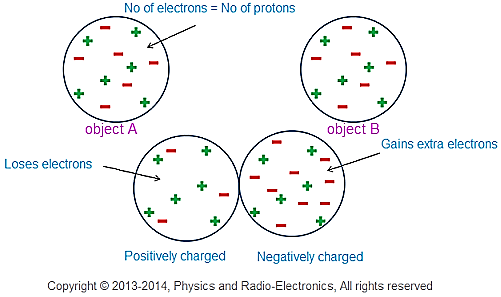 No of electrons = No of protons
object A
object B
Loses electrons
Gains extra electrons
Positively charged
Negatively charged
Copyright © 2013-2014, Physics and Radio-Electronics, All rights reserved